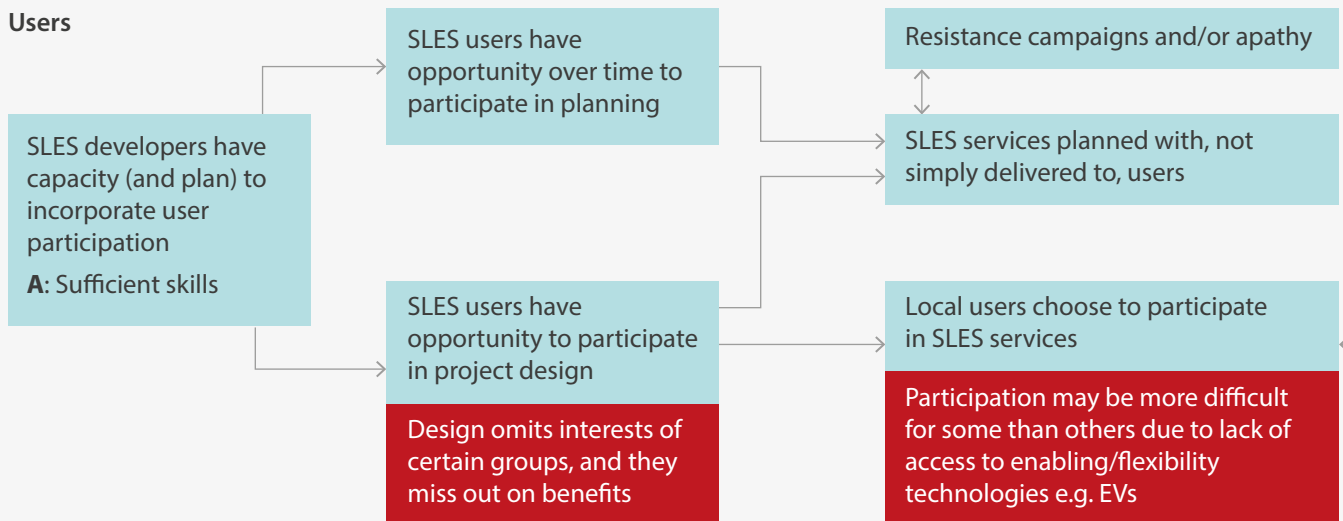 Users
SLES developers have
capacity (and plan) to
incorporate user
participation
A: Sufficient skills
SLES users have
opportunity over time to
participate in planning
SLES users have
opportunity to participate
in project design
Design omits interests of
certain groups, and they
miss out on benefits
Resistance campaigns and/or apathy
SLES services planned with, not
simply delivered to, users
Local users choose to participate
in SLES services
Participation may be more difficult
for some than others due to lack of
access to enabling/flexibility
technologies e.g. EVs